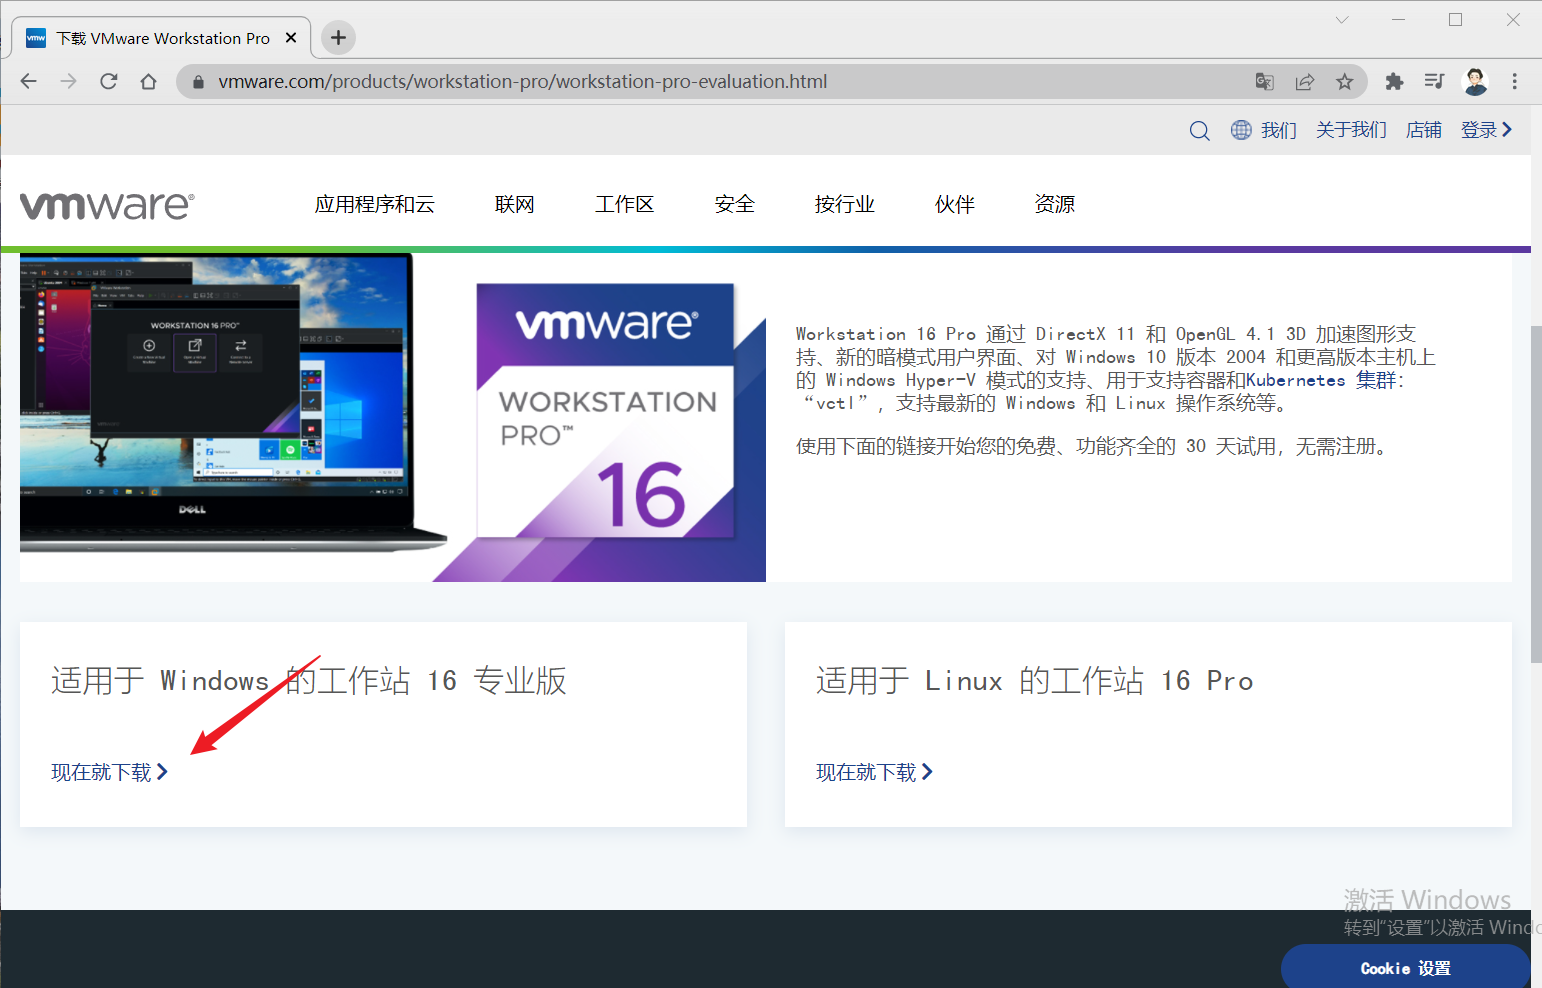 vmw 下载 VMware Workstation Pro
vmware.com/products/workstation-pro/workstation-pro-evaluation.html
我们 关于我们 店铺 登录
vmware®
应用程序和云 联网 工作区 安全 按行业 伙伴 资源
WORKSTATION 16 PRO™
DELL
vmware®
WORKSTATION
PRO™
16
Workstation 16 Pro 通过 DirectX 11 和 OpenGL 4.1 3D 加速图形支
持、新的暗模式用户界面、对 Windows 10 版本 2004 和更高版本主机上
的 Windows Hyper-V 模式的支持、用于支持容器和Kubernetes 集群:
“vctl”, 支持最新的 Windows 和 Linux 操作系统等。
使用下面的链接开始您的免费、功能齐全的 30 天试用，无需注册。
适用于 Windows 的工作站 16 专业版
现在就下载
适用于 Linux 的工作站 16 Pro
现在就下载
激活 Windows
转到“设置”以激活 Windo
Cookie 设置